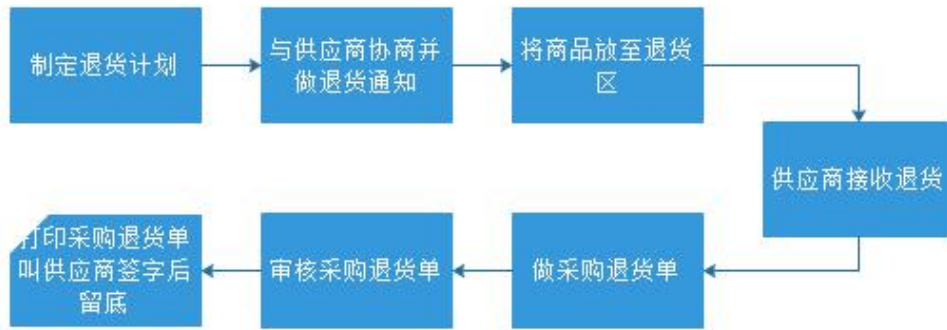 制定退货计划
与供应商协商并
做退货通知
将商品放至退货
区
供应商接收退货
做采购退货单
审核采购退货单
打印采购退货单
叫供应商签字后
留底